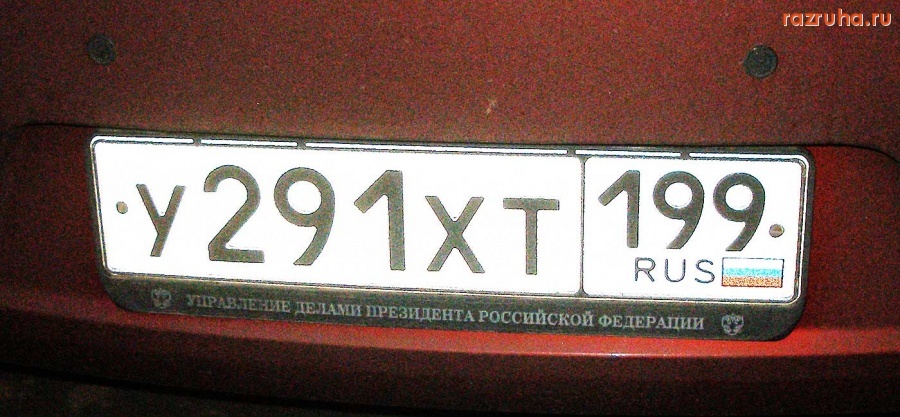 razruha.ru
У291ХТ 199
RUS
УПРАВЛЕНИЕ ДЕЛАМИ ПРЕЗИДЕНТА РОССИЙСКОЙ ФЕДЕРАЦИИ